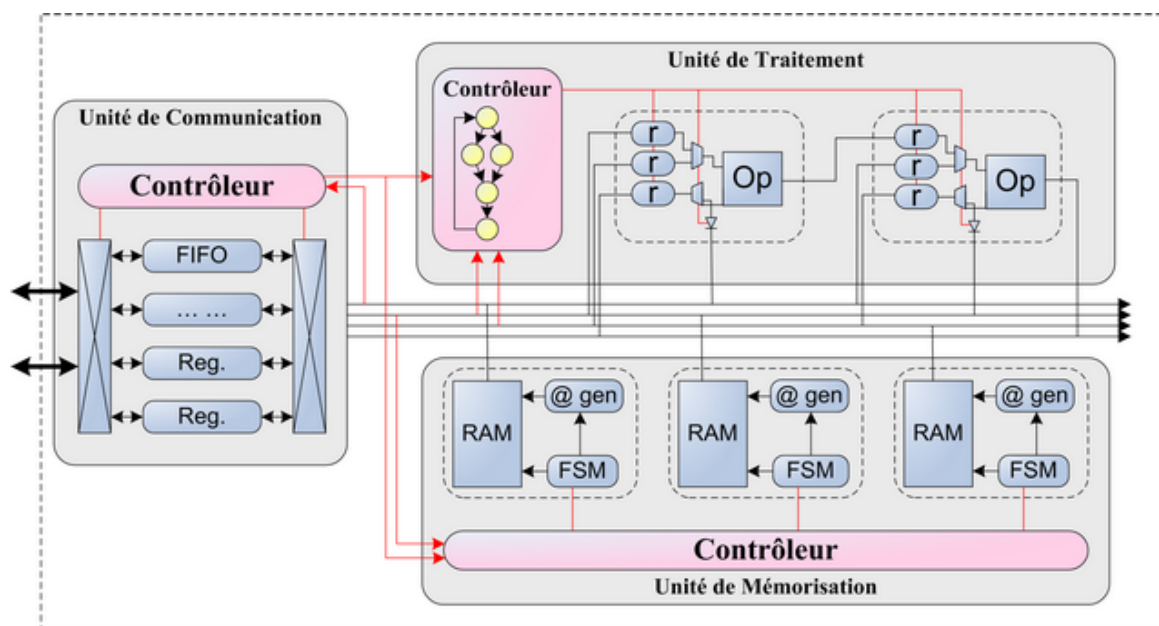 Unité de Traitement
Contrôleur
r
r
r
Op
r
r
r
Op
Unité de Communication
Contrôleur
FIFO
... ...
Reg.
Reg.
RAM
@ gen
FSM
RAM
@ gen
FSM
RAM
@ gen
FSM
Contrôleur
Unité de Mémorisation